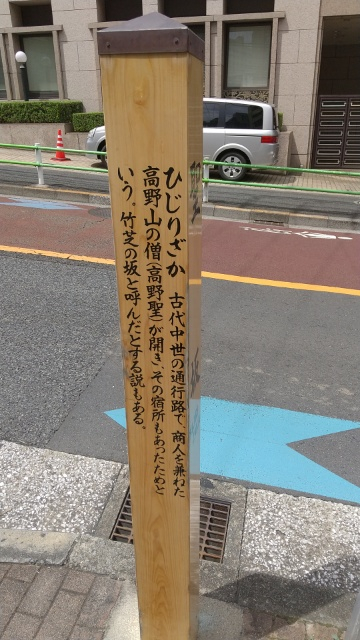 ひじりざか 古代中世の通行路で、商人を兼ねた
高野山の僧(高野聖)が開き、その宿所もあったためと
いう。竹芝の坂と呼んだとする説もある。